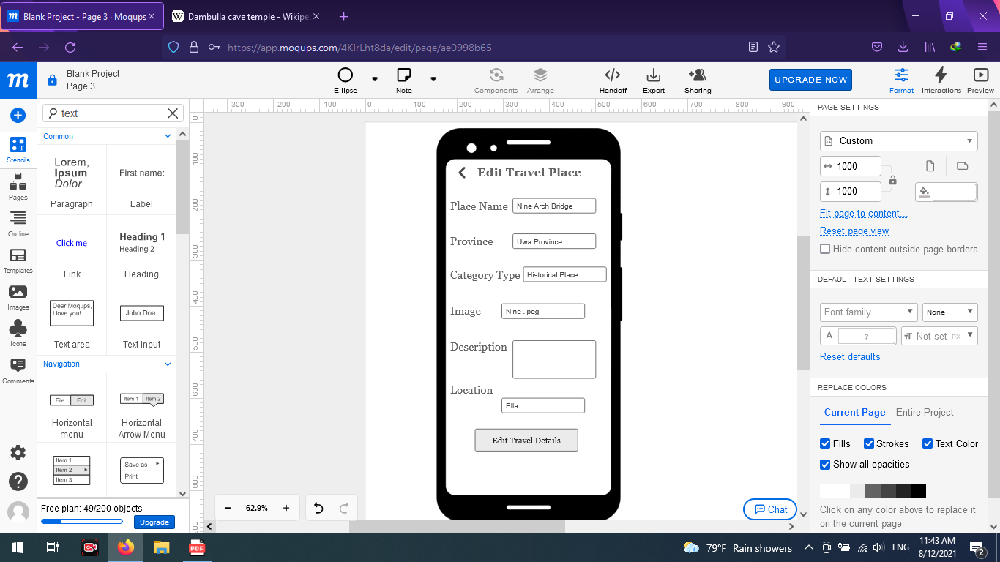 Blank Project - Page 3 · Moqups
Dambulla cave temple - Wikipe
https://app.moqups.com/4KIrLht8da/edit/page/ae0998b65
m
Blank Project
Page 3
Ellipse
Note
Components
Arrange
Handoff
Export
Sharing
UPGRADE NOW
Format
Interactions
Preview
text
Common
Lorem,
Ipsum
Dolor
First name:
Paragraph
Label
Click me
Heading 1
Heading 2
Link
Heading
Dear Moqups,
I love you!
John Doe
Text area
Text Input
Navigation
File
Edit
Item 1
Item 2
Horizontal
menu
Horizontal
Arrow Menu
Item 1
Item 2
Item 3
Save as
Print
Stencils
Pages
Outline
Templates
Images
Icons
Comments
Free plan: 49/200 objects
Upgrade
-300
-200
-100
0
100
200
300
400
500
600
700
800
900
0
100
200
300
400
500
600
700
800
900
Edit Travel Place
Place Name
Nine Arch Bridge
Province
Uwa Province
Category Type
Historical Place
Image
Nine .jpeg
Description
-----------------------------
Location
Ella
Edit Travel Details
62.9%
Chat
PAGE SETTINGS
Custom
1000
1000
Fit page to content...
Reset page view
Hide content outside page borders
DEFAULT TEXT SETTINGS
Font family
None
A
?
Not set
PX
Reset defaults
REPLACE COLORS
Current Page
Entire Project
Fills
Strokes
Text Color
Show all opacities
Click on any color above to replace it
on the current page
PDF
79°F Rain showers
ENG
11:43 AM
8/12/2021
2